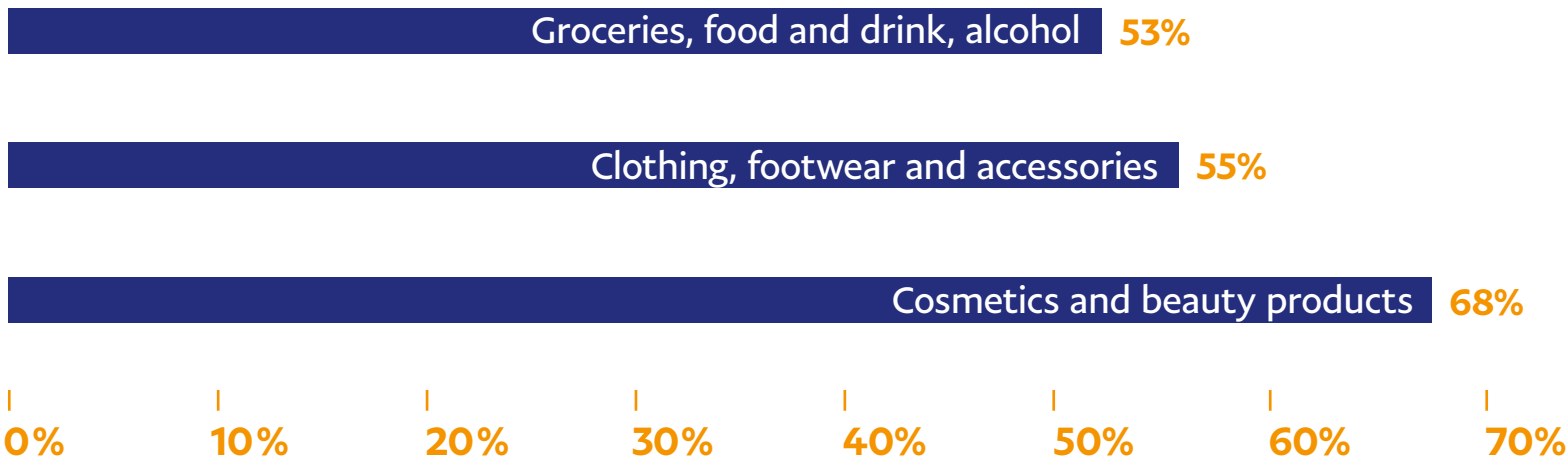 Groceries, food and drink, alcohol 53%
Clothing, footwear and accessories 55%
Cosmetics and beauty products 68%
0% 10% 20% 30% 40% 50% 60% 70%